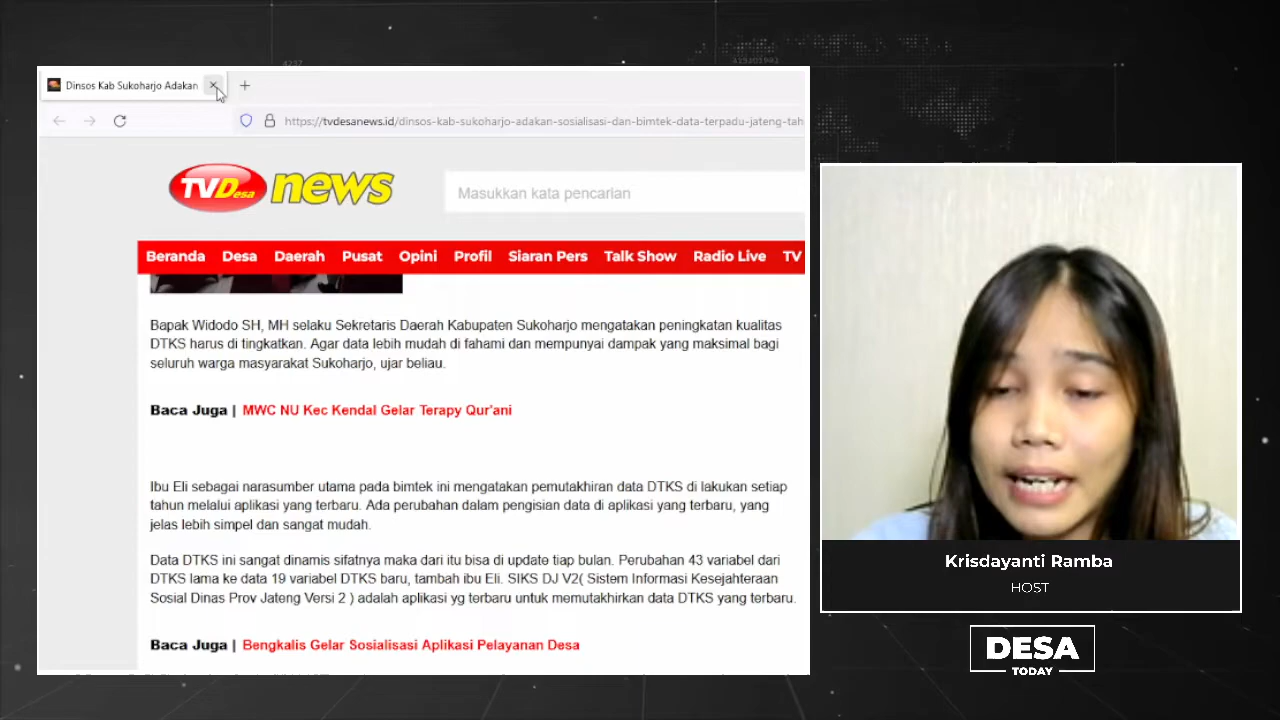 4237
Dinsos Kab Sukoharjo Adakan
https://tvdesanews.id/dinsos-kab-sukoharjo-adakan-sosialisasi-dan-bimtek-data-terpadu-jateng-tah
TVDesa news
Masukkan kata pencarian
Beranda Desa Daerah Pusat Opini Profil Siaran Pers Talk Show Radio Live TV
Bapak Widodo SH, MH selaku Sekretaris Daerah Kabupaten Sukoharjo mengatakan peningkatan kualitas
DTKS harus di tingkatkan. Agar data lebih mudah di fahami dan mempunyai dampak yang maksimal bagi
seluruh warga masyarakat Sukoharjo, ujar beliau.
Baca Juga | MWC NU Kec Kendal Gelar Terapy Qur'ani
Ibu Eli sebagai narasumber utama pada bimtek ini mengatakan pemutakhiran data DTKS di lakukan setiap
tahun melalui aplikasi yang terbaru. Ada perubahan dalam pengisian data di aplikasi yang terbaru, yang
jelas lebih simpel dan sangat mudah.
Data DTKS ini sangat dinamis sifatnya maka dari itu bisa di update tiap bulan. Perubahan 43 variabel dari
DTKS lama ke data 19 variabel DTKS baru, tambah ibu Eli. SIKS DJ V2( Sistem Informasi Kesejahteraan
Sosial Dinas Prov Jateng Versi 2 ) adalah aplikasi yg terbaru untuk memutakhirkan data DTKS yang terbaru.
Baca Juga | Bengkalis Gelar Sosialisasi Aplikasi Pelayanan Desa
Krisdayanti Ramba
HOST
DESA
TODAY